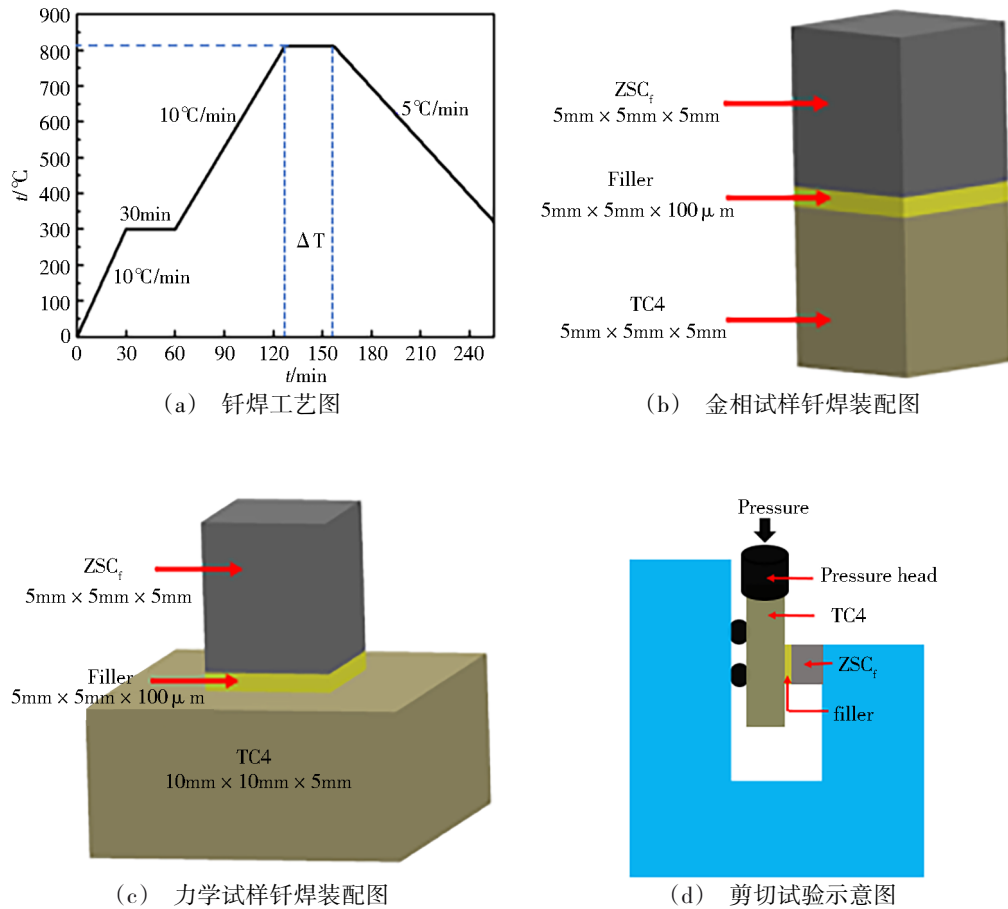 900
800
700
600
500
400
300
200
100
0
t/℃
10℃/min
5℃/min
30min
10℃/min
ΔT
0 30 60 90 120 150 180 210 240
t/min
(a) 钎焊工艺图
ZSCf
5mm×5mm×5mm
Filler
5mm×5mm×100μm
TC4
5mm×5mm×5mm
(b) 金相试样钎焊装配图
ZSCf
5mm×5mm×5mm
Filler
5mm×5mm×100μm
TC4
10mm×10mm×5mm
(c) 力学试样钎焊装配图
Pressure
Pressure head
TC4
ZSCf
filler
(d) 剪切试验示意图